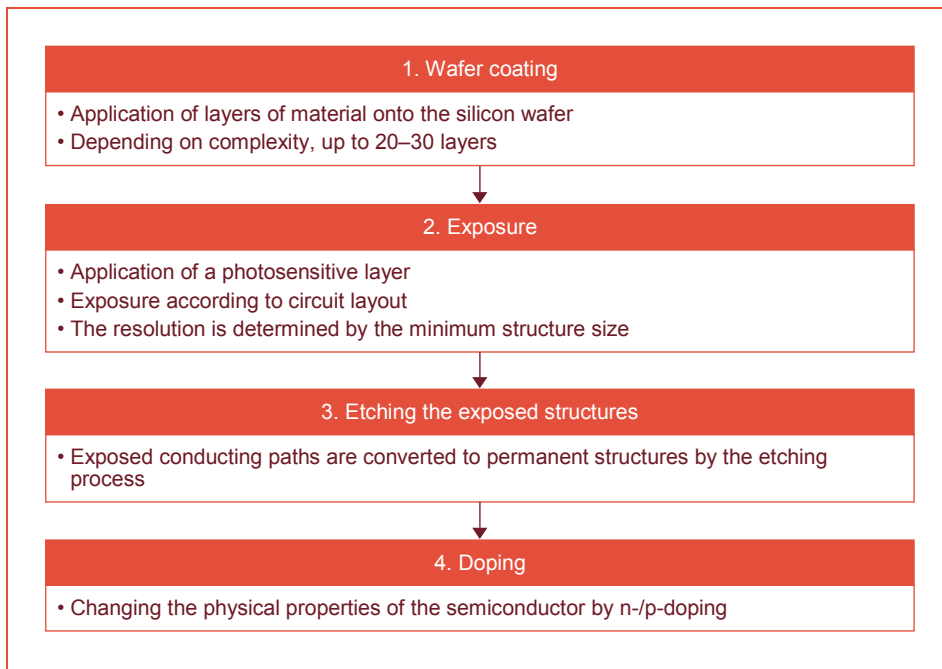 1. Wafer coating
• Application of layers of material onto the silicon wafer
• Depending on complexity, up to 20–30 layers
2. Exposure
• Application of a photosensitive layer
• Exposure according to circuit layout
• The resolution is determined by the minimum structure size
3. Etching the exposed structures
• Exposed conducting paths are converted to permanent structures by the etching
process
4. Doping
• Changing the physical properties of the semiconductor by n-/p-doping